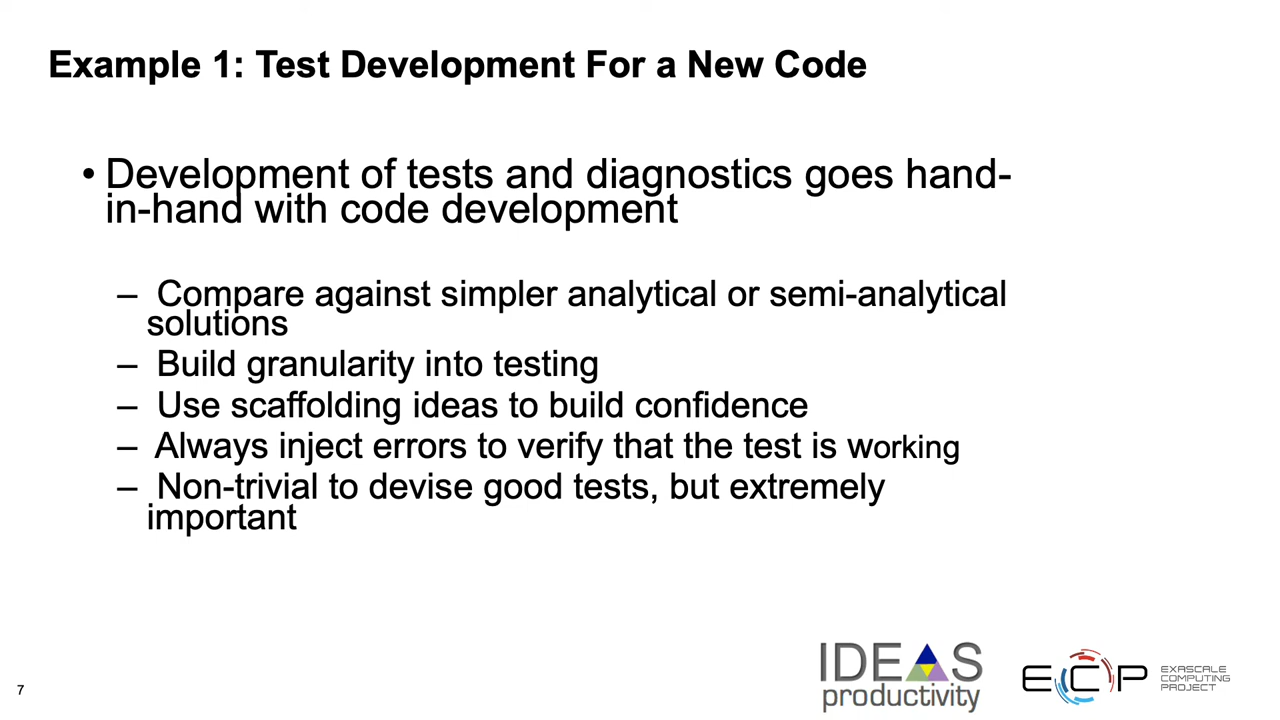 Example 1: Test Development For a New Code
• Development of tests and diagnostics goes hand-
in-hand with code development
– Compare against simpler analytical or semi-analytical
solutions
– Build granularity into testing
– Use scaffolding ideas to build confidence
– Always inject errors to verify that the test is working
– Non-trivial to devise good tests, but extremely
important
7
IDEAS
productivity
ECP
EXASCALE
COMPUTING
PROJECT